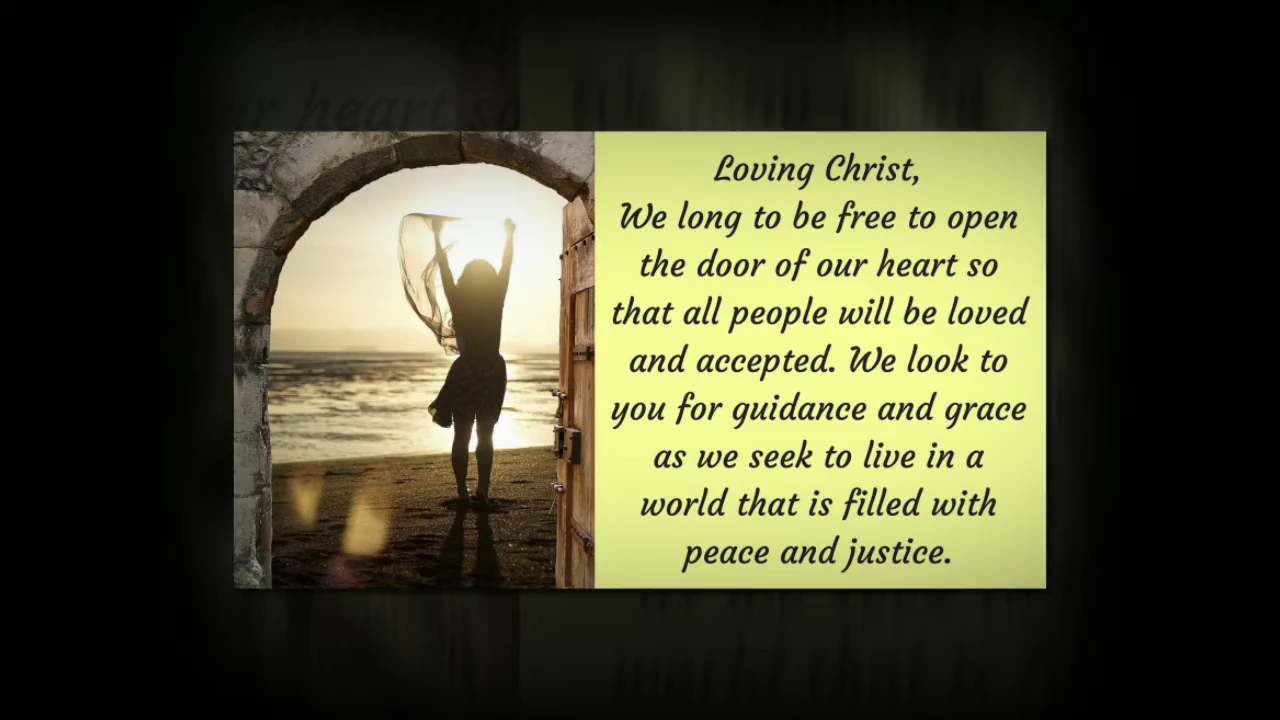 Loving Christ,
We long to be free to open
the door of our heart so
that all people will be loved
and accepted. We look to
you for guidance and grace
as we seek to live in a
world that is filled with
peace and justice.